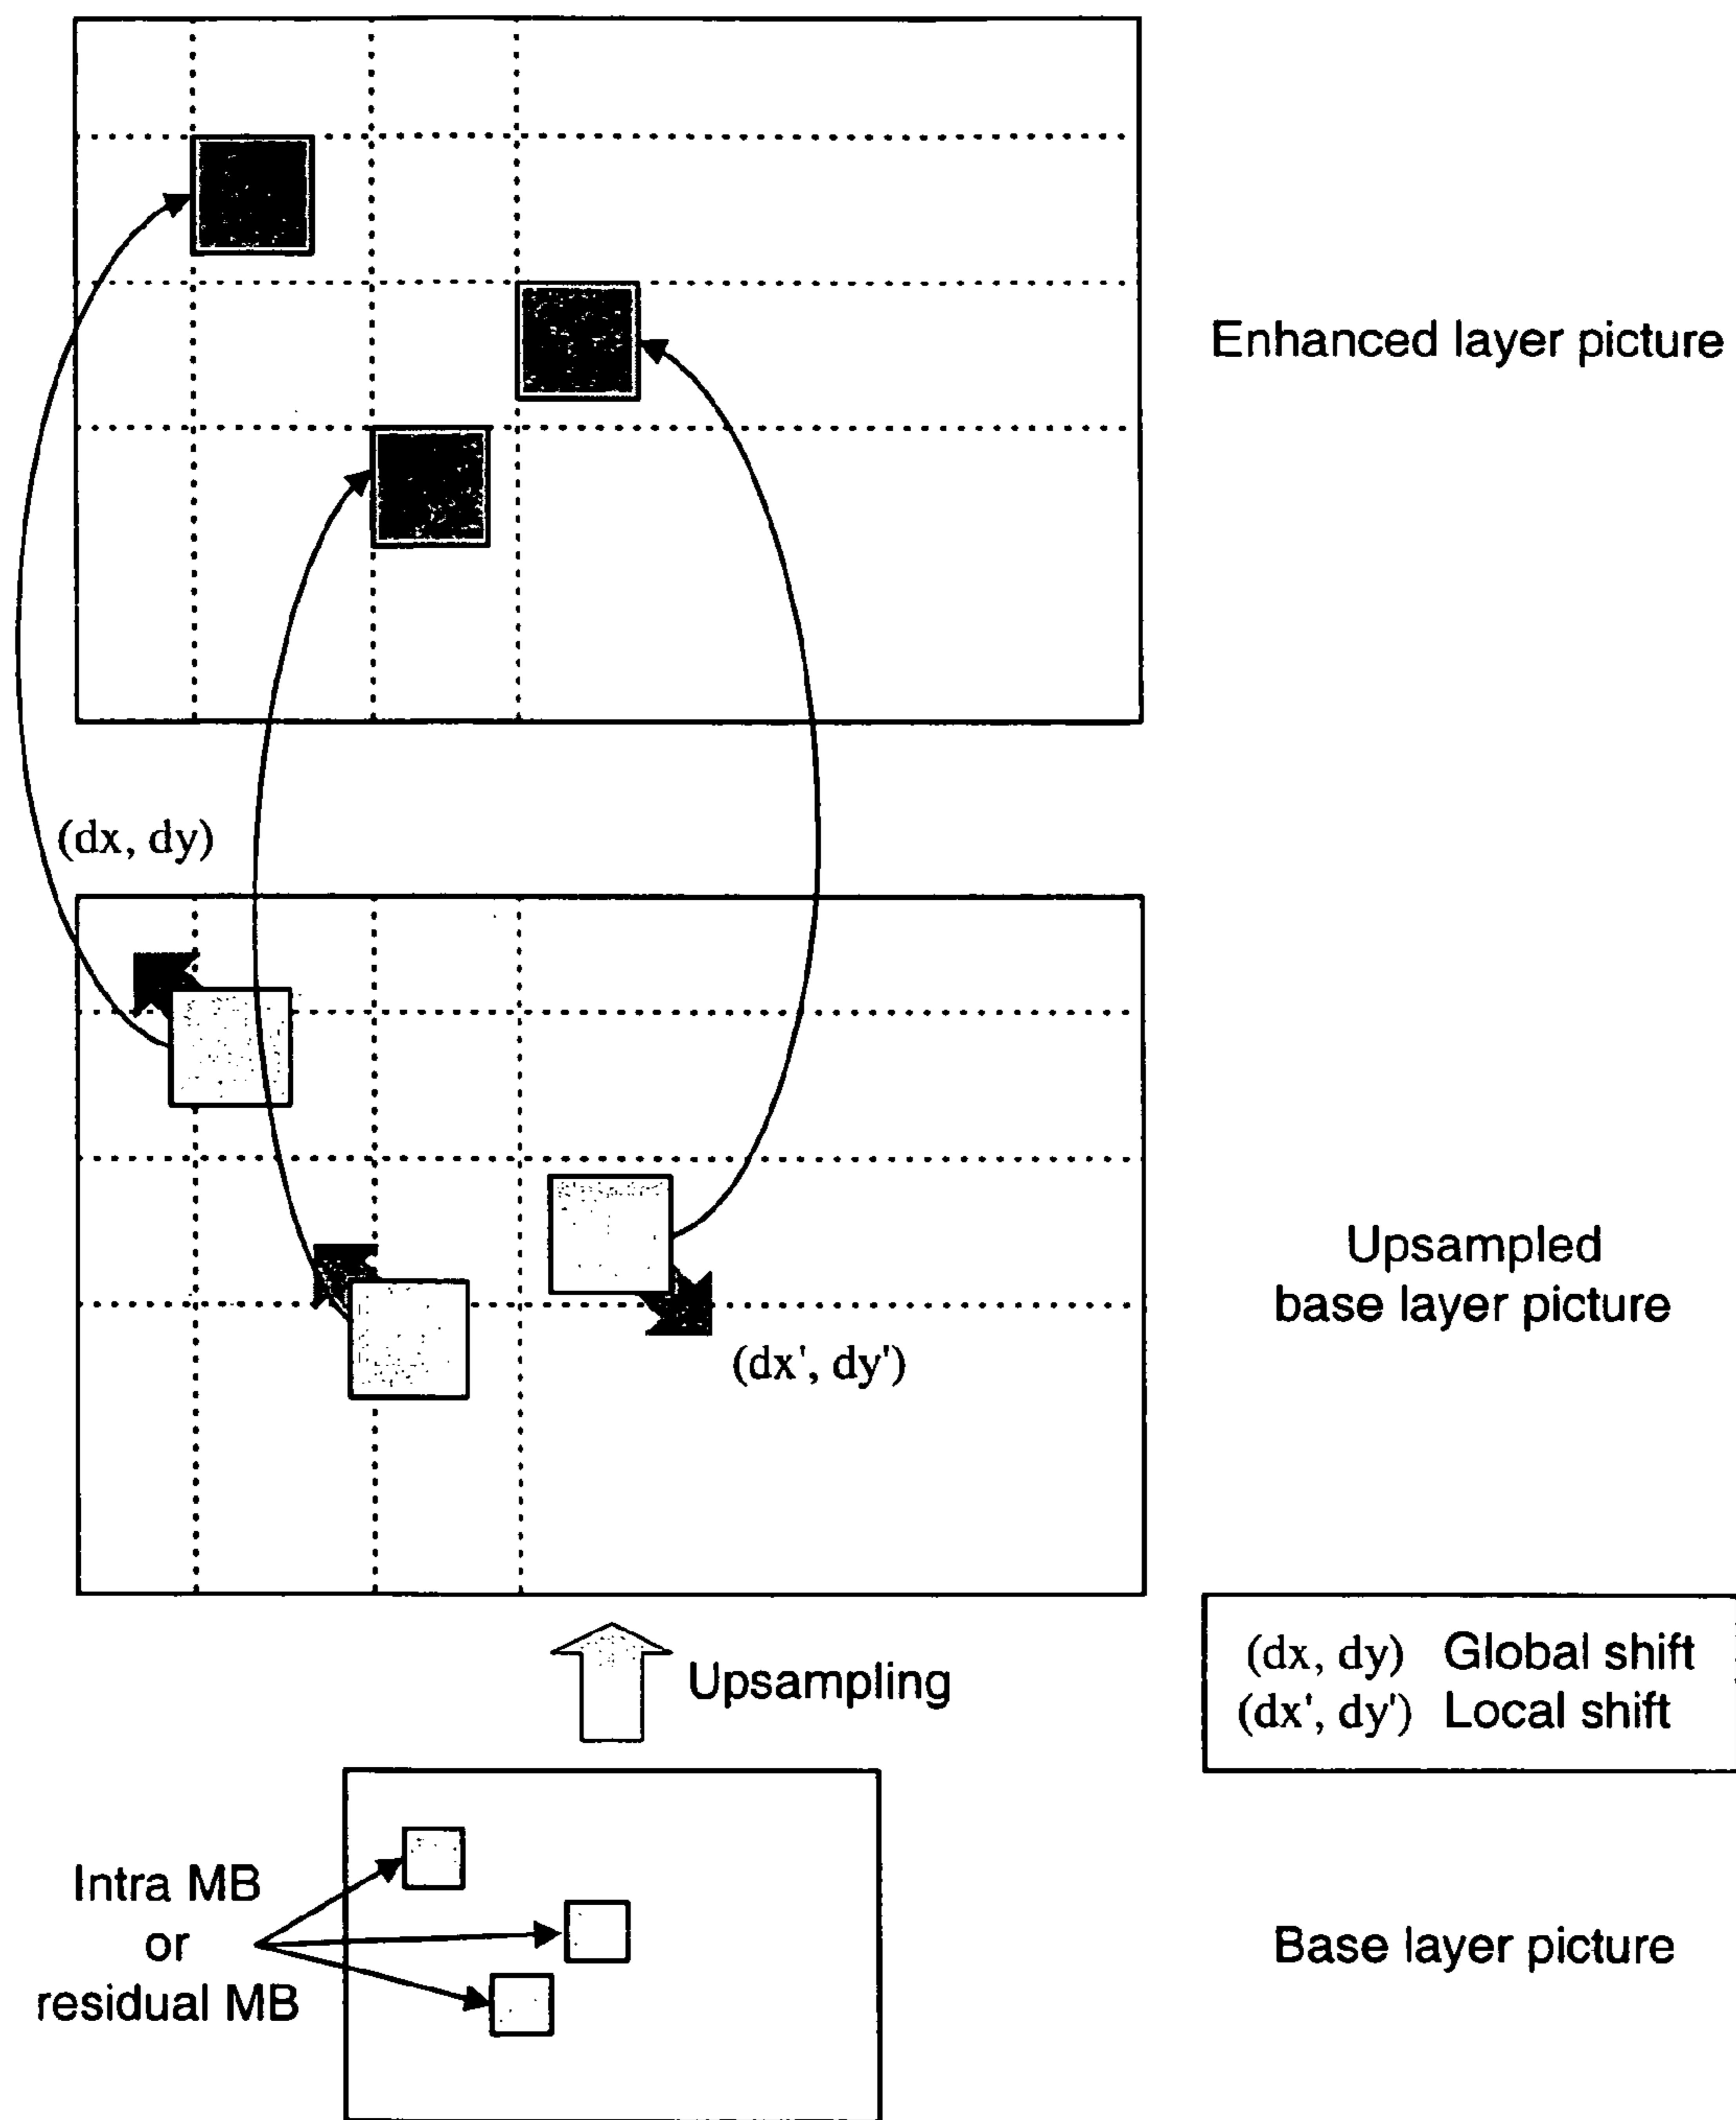 Enhanced layer picture
(dx, dy)
Upsampled
base layer picture
(dx', dy')
Upsampling
(dx, dy) Global shift
(dx', dy') Local shift
Intra MB
or
residual MB
Base layer picture